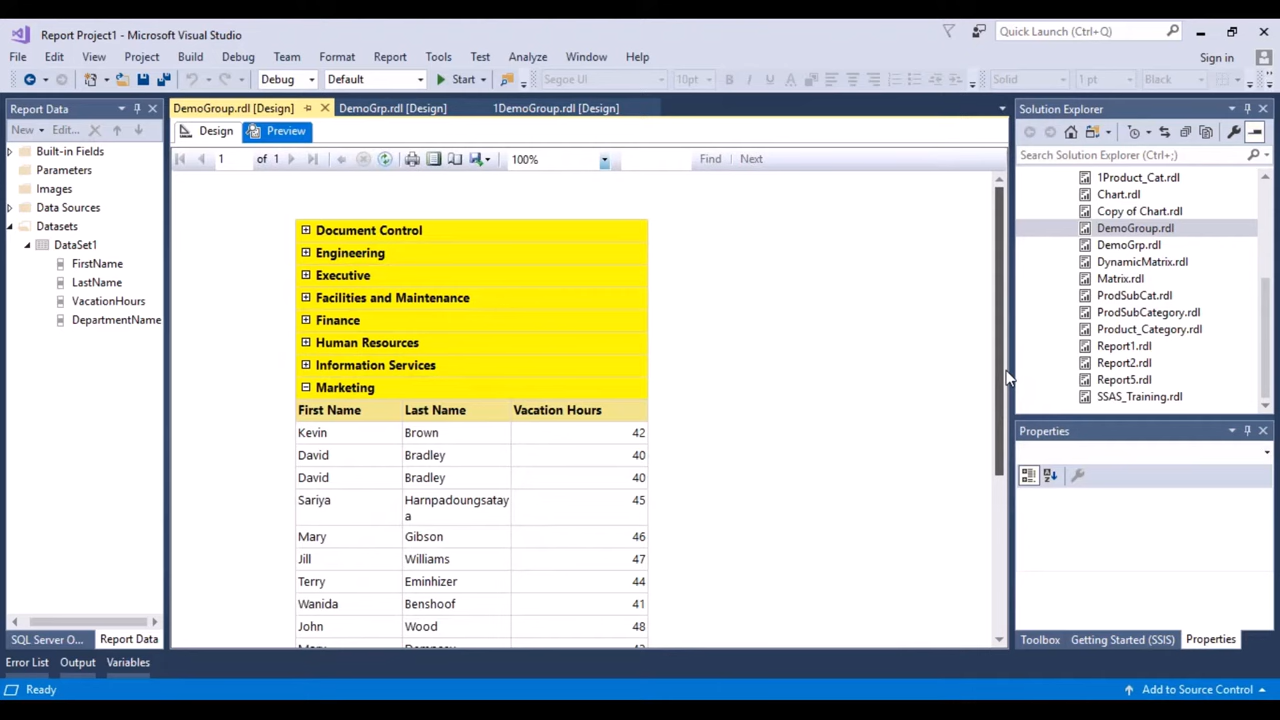 Report Project1 - Microsoft Visual Studio
Quick Launch (Ctrl+Q)
File Edit View Project Build Debug Team Format Report Tools Test Analyze Window Help
Sign in
Debug Default Start Segoe UI 10pt B I U A Solid 1 pt Black
Report Data
New Edit...
Built-in Fields
Parameters
Images
Data Sources
Datasets
DataSet1
FirstName
LastName
VacationHours
DepartmentName
SQL Server O... Report Data
DemoGroup.rdl [Design] DemoGrp.rdl [Design] 1DemoGroup.rdl [Design]
Design Preview
1 of 1 100% Find Next
Document Control
Engineering
Executive
Facilities and Maintenance
Finance
Human Resources
Information Services
Marketing
First Name Last Name Vacation Hours
Kevin Brown 42
David Bradley 40
David Bradley 40
Sariya Harnpadoungsatay
a 45
Mary Gibson 46
Jill Williams 47
Terry Eminhizer 44
Wanida Benshoof 41
John Wood 48
Solution Explorer
Search Solution Explorer (Ctrl+;)
1Product_Cat.rdl
Chart.rdl
Copy of Chart.rdl
DemoGroup.rdl
DemoGrp.rdl
DynamicMatrix.rdl
Matrix.rdl
ProdSubCat.rdl
ProdSubCategory.rdl
Product_Category.rdl
Report1.rdl
Report2.rdl
Report5.rdl
SSAS_Training.rdl
Properties
Toolbox Getting Started (SSIS) Properties
Error List Output Variables
Ready
Add to Source Control